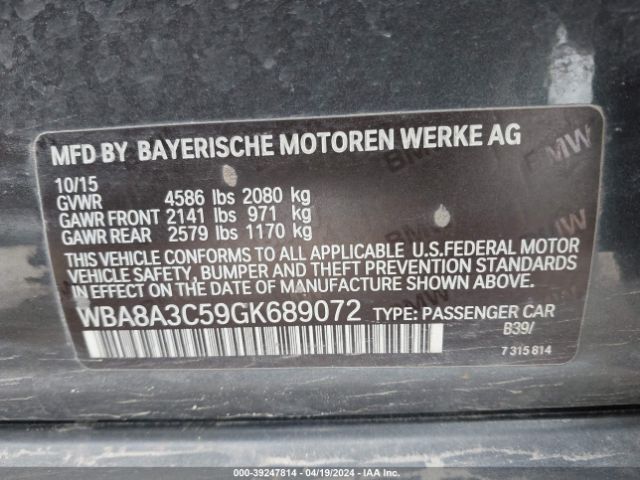 MFD BY BAYERISCHE MOTOREN WERKE AG
10/15
GVWR 4586 lbs 2080 kg
GAWR FRONT 2141 lbs 971 kg
GAWR REAR 2579 lbs 1170 kg
THIS VEHICLE CONFORMS TO ALL APPLICABLE U.S.FEDERAL MOTOR
VEHICLE SAFETY, BUMPER AND THEFT PREVENTION STANDARDS
IN EFFECT ON THE DATE OF MANUFACTURE SHOWN ABOVE.
WBA8A3C59GK689072 TYPE: PASSENGER CAR
B39/
7 315 814
000-39247814 - 04/19/2024 - IAA Inc.